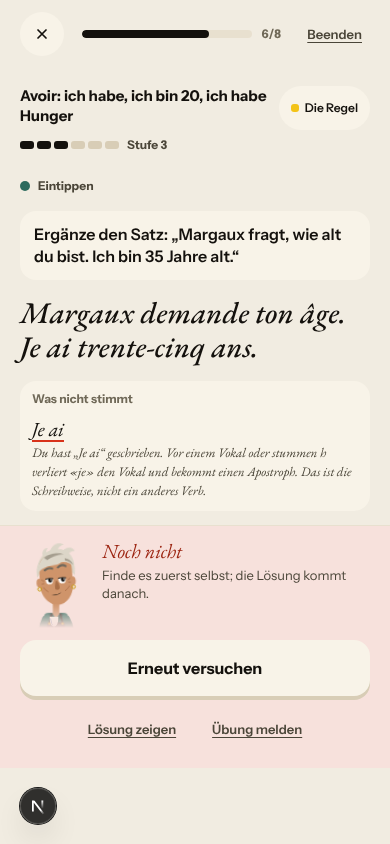 6/8
Beenden
Avoir: ich habe, ich bin 20, ich habe
Hunger
Die Regel
Stufe 3
Eintippen
Ergänze den Satz: „Margaux fragt, wie alt
du bist. Ich bin 35 Jahre alt.“
Margaux demande ton âge.
Je ai trente-cinq ans.
Was nicht stimmt
Je ai
Du hast „Je ai“ geschrieben. Vor einem Vokal oder stummen h
verliert «je» den Vokal und bekommt einen Apostroph. Das ist die
Schreibweise, nicht ein anderes Verb.
Noch nicht
Finde es zuerst selbst; die Lösung kommt
danach.
Erneut versuchen
Lösung zeigen
Übung melden
N